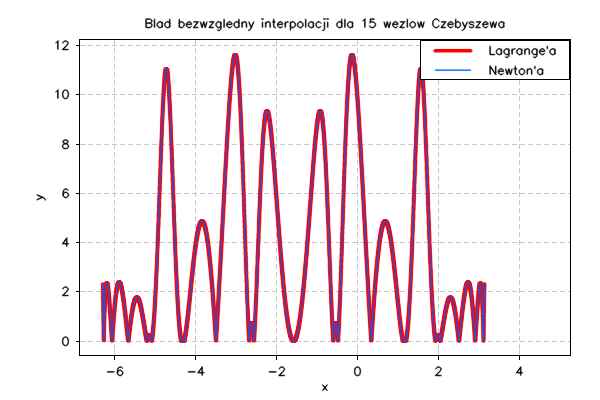 Blad bezwzgledny interpolacji dla 15 wezlow Czebyszewa
Lagrange'a
Newton'a
12
10
8
6
4
2
0
y
−6 −4 −2 0 2 4
x